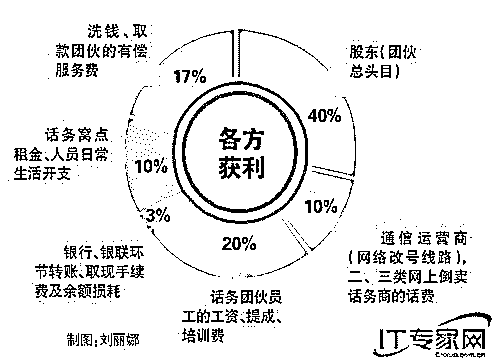 洗钱、取
款团伙的有偿
服务费
17%
股东(团伙
总头目)
40%
各方
获利
话务窝点
租金、人员日常
生活开支
10%
3%
10%
20%
银行、银联环
节转账、取现手续
费及余额损耗
话务团伙员
工的工资、提成、
培训费
通信运营商
(网络改号线路),
二、三类网上倒卖
话务商的话费
制图:刘丽娜
IT专家网